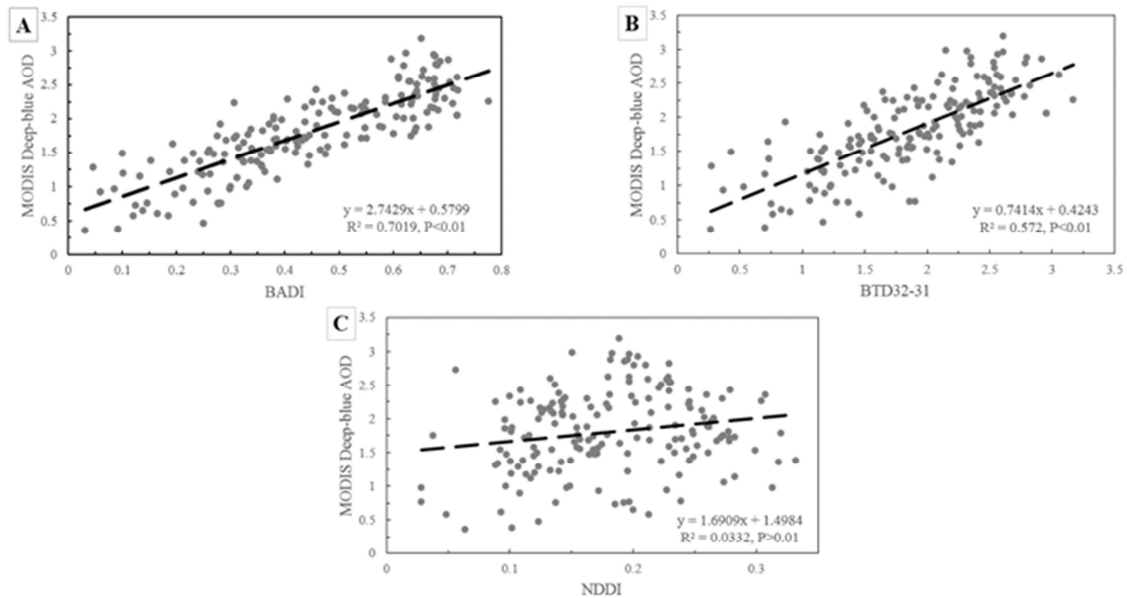 A
MODIS Deep-blue AOD
3.5
3
2.5
2
1.5
1
0.5
0
0 0.1 0.2 0.3 0.4 0.5 0.6 0.7 0.8
BADI
y = 2.7429x + 0.5799
R² = 0.7019, P<0.01
B
MODIS Deep-blue AOD
3.5
3
2.5
2
1.5
1
0.5
0
0 0.5 1 1.5 2 2.5 3 3.5
BTD32-31
y = 0.7414x + 0.4243
R² = 0.572, P<0.01
C
MODIS Deep-blue AOD
3.5
3
2.5
2
1.5
1
0.5
0
0 0.1 0.2 0.3
NDDI
y = 1.6909x + 1.4984
R² = 0.0332, P>0.01